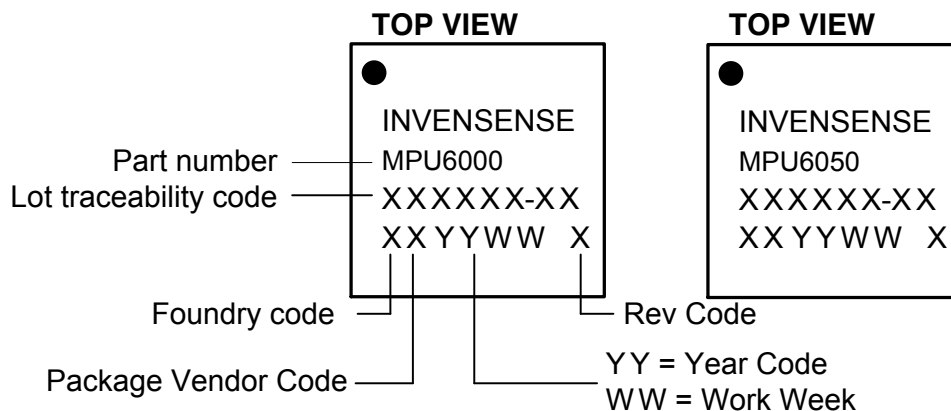 TOP VIEW
TOP VIEW
INVENSENSE
INVENSENSE
Part number
MPU6000
MPU6050
Lot traceability code
XXXXXX-XX
XXXXXX-XX
XXYYWW X
XXYYWW X
Foundry code
Rev Code
Package Vendor Code
YY = Year Code
WW = Work Week